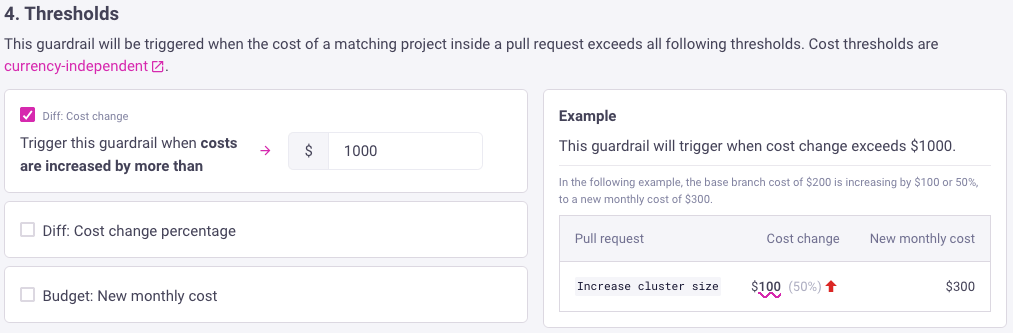 4. Thresholds
This guardrail will be triggered when the cost of a matching project inside a pull request exceeds all following thresholds. Cost thresholds are
currency-independent.
Diff: Cost change
Trigger this guardrail when costs
are increased by more than
→ $ 1000
Diff: Cost change percentage
Budget: New monthly cost
Example
This guardrail will trigger when cost change exceeds $1000.
In the following example, the base branch cost of $200 is increasing by $100 or 50%,
to a new monthly cost of $300.
Pull request Cost change New monthly cost
Increase cluster size $100 (50%) $300